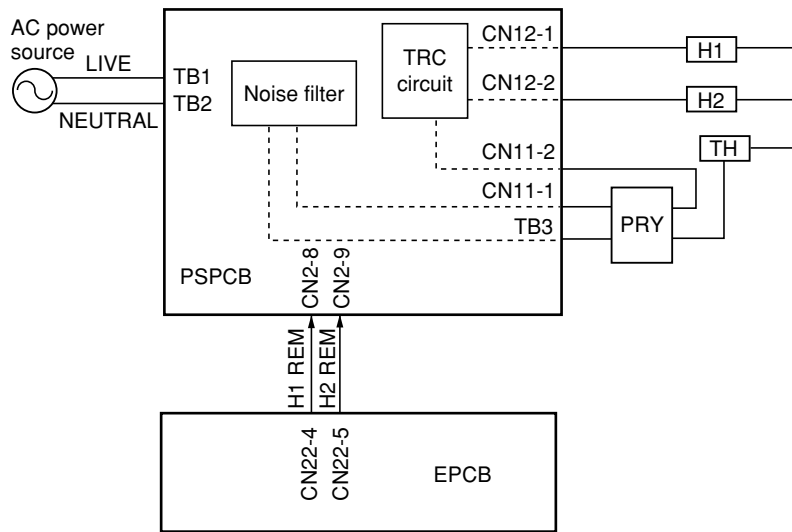 AC power
source
LIVE
NEUTRAL
TB1
TB2
Noise filter
TRC
circuit
CN12-1
CN12-2
CN11-2
CN11-1
TB3
H1
H2
TH
PRY
PSPCB
CN2-8
CN2-9
H1 REM
H2 REM
CN22-4
CN22-5
EPCB